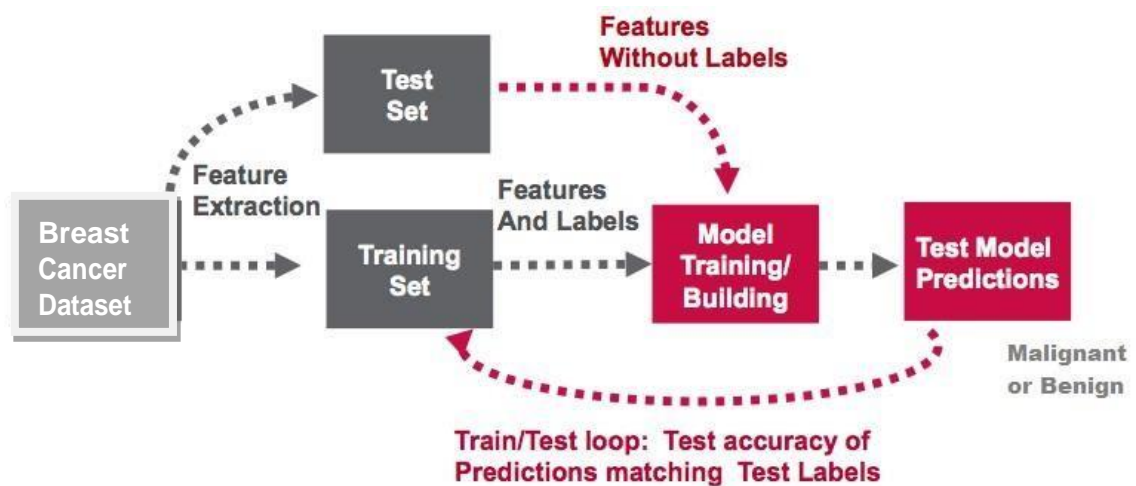 Features
Without Labels
Test
Set
Feature
Extraction
Features
And Labels
Breast
Cancer
Dataset
Training
Set
Model
Training/
Building
Test Model
Predictions
Malignant
or Benign
Train/Test loop: Test accuracy of
Predictions matching Test Labels